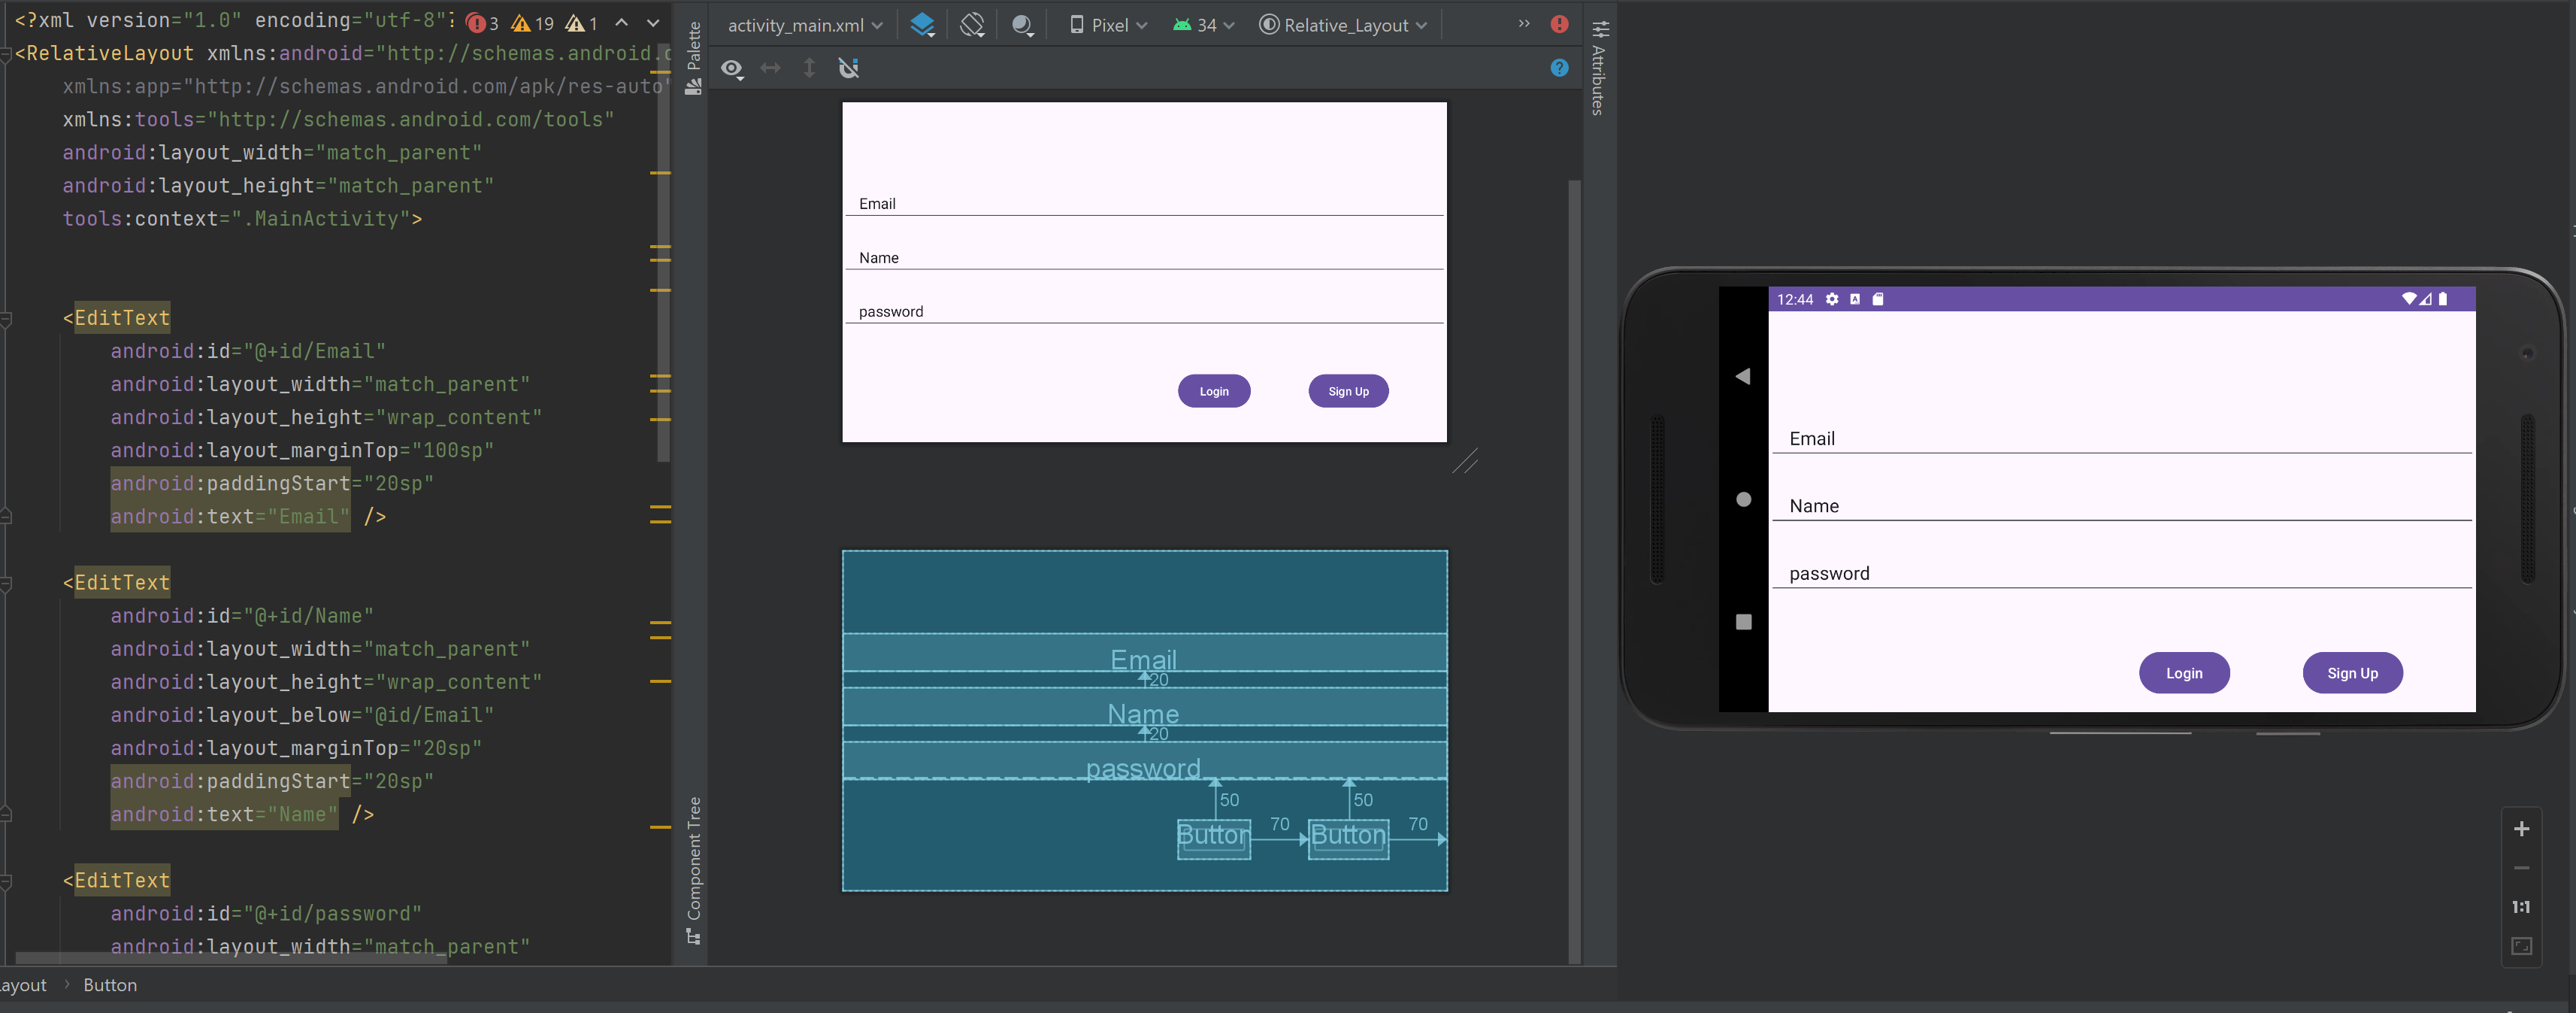 <?xml version="1.0" encoding="utf-8"?
3 19 1
<RelativeLayout xmlns:android="http://schemas.android.c
xmlns:app="http://schemas.android.com/apk/res-auto"
xmlns:tools="http://schemas.android.com/tools"
android:layout_width="match_parent"
android:layout_height="match_parent"
tools:context=".MainActivity">
<EditText
android:id="@+id/Email"
android:layout_width="match_parent"
android:layout_height="wrap_content"
android:layout_marginTop="100sp"
android:paddingStart="20sp"
android:text="Email" />
<EditText
android:id="@+id/Name"
android:layout_width="match_parent"
android:layout_height="wrap_content"
android:layout_below="@id/Email"
android:layout_marginTop="20sp"
android:paddingStart="20sp"
android:text="Name" />
<EditText
android:id="@+id/password"
android:layout_width="match_parent"
ayout > Button
Palette
Component Tree
activity_main.xml Pixel 34 Relative_Layout
Attributes
Email
Name
password
Login Sign Up
Email
20
Name
20
password
50 50
Button 70 Button 70
12:44
Email
Name
password
Login Sign Up
1:1